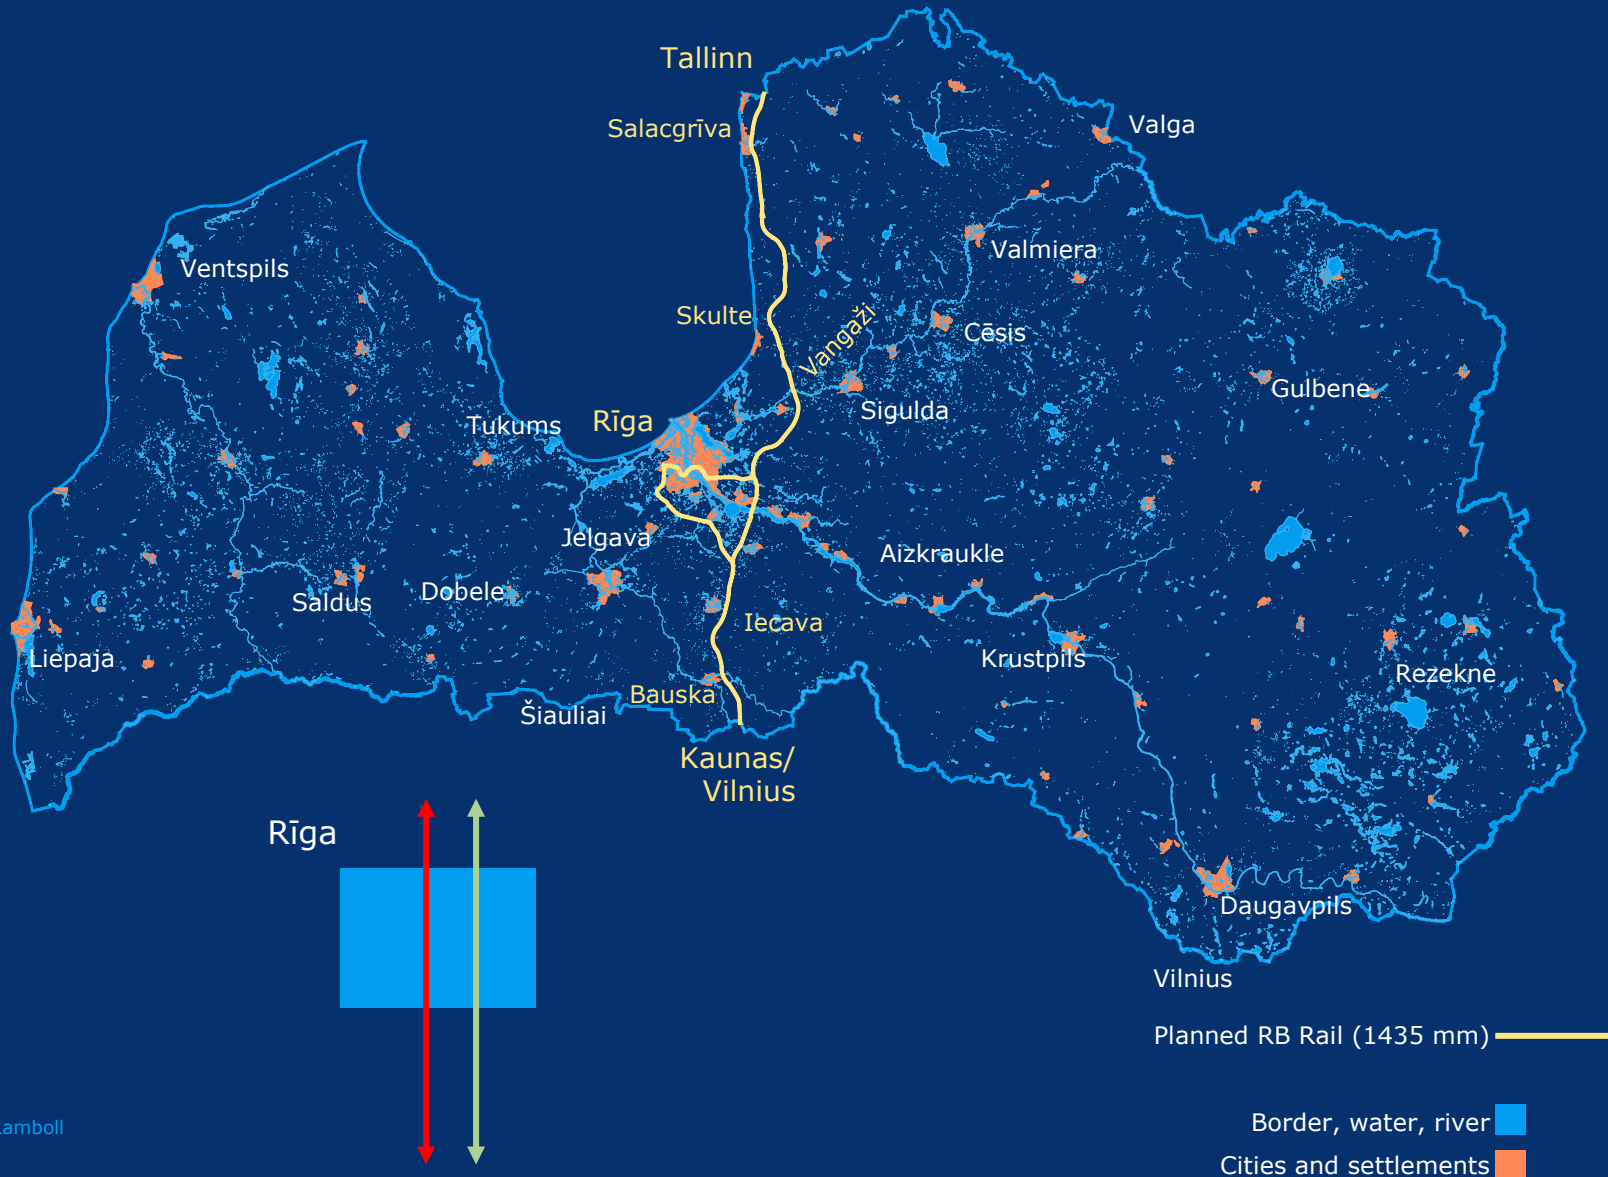 Tallinn
Salacgrīva
Valga
Valmiera
Ventspils
Skulte
Vangaži
Cēsis
Gulbene
Sigulda
Rīga
Tukums
Jelgava
Aizkraukle
Dobele
Saldus
Iecava
Liepaja
Krustpils
Rezekne
Bauska
Šiauliai
Kaunas/
Vilnius
Rīga
Daugavpils
Vilnius
Planned RB Rail (1435 mm)
Border, water, river
Cities and settlements